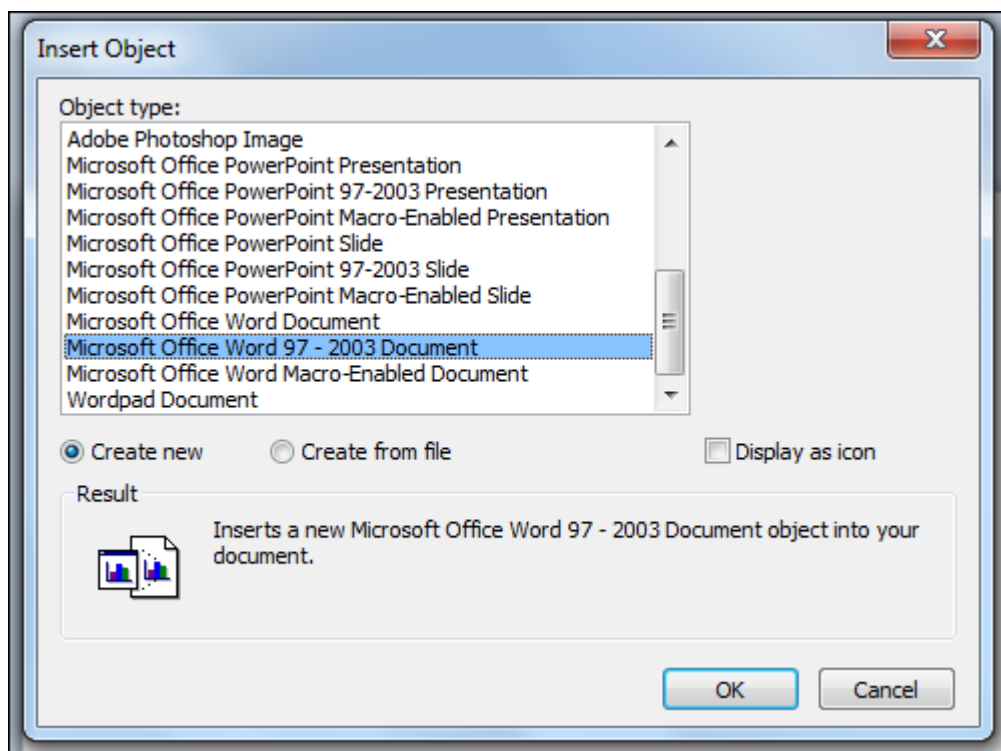 Insert Object
Object type:
Adobe Photoshop Image
Microsoft Office PowerPoint Presentation
Microsoft Office PowerPoint 97-2003 Presentation
Microsoft Office PowerPoint Macro-Enabled Presentation
Microsoft Office PowerPoint Slide
Microsoft Office PowerPoint 97-2003 Slide
Microsoft Office PowerPoint Macro-Enabled Slide
Microsoft Office Word Document
Microsoft Office Word 97 - 2003 Document
Microsoft Office Word Macro-Enabled Document
Wordpad Document
Create new Create from file Display as icon
Result
Inserts a new Microsoft Office Word 97 - 2003 Document object into your
document.
OK Cancel